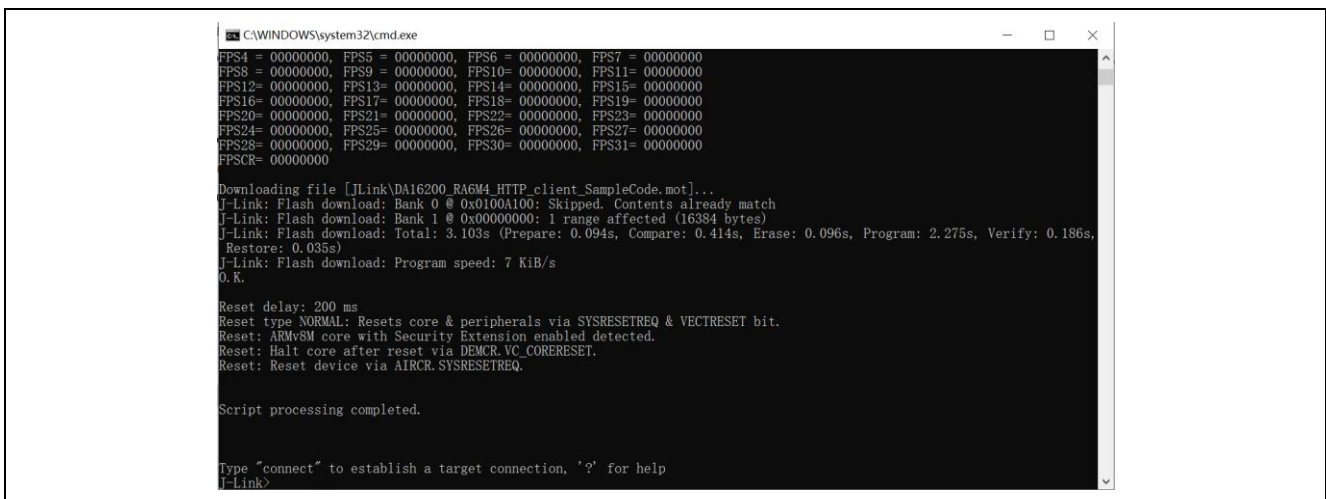 C:\WINDOWS\system32\cmd.exe
FPS4 = 00000000, FPS5 = 00000000, FPS6 = 00000000, FPS7 = 00000000
FPS8 = 00000000, FPS9 = 00000000, FPS10= 00000000, FPS11= 00000000
FPS12= 00000000, FPS13= 00000000, FPS14= 00000000, FPS15= 00000000
FPS16= 00000000, FPS17= 00000000, FPS18= 00000000, FPS19= 00000000
FPS20= 00000000, FPS21= 00000000, FPS22= 00000000, FPS23= 00000000
FPS24= 00000000, FPS25= 00000000, FPS26= 00000000, FPS27= 00000000
FPS28= 00000000, FPS29= 00000000, FPS30= 00000000, FPS31= 00000000
FPSCR= 00000000
Downloading file [JLink\DA16200_RA6M4_HTTP_client_SampleCode.mot]...
J-Link: Flash download: Bank 0 @ 0x0100A100: Skipped. Contents already match
J-Link: Flash download: Bank 1 @ 0x00000000: 1 range affected (16384 bytes)
J-Link: Flash download: Total: 3.103s (Prepare: 0.094s, Compare: 0.414s, Erase: 0.096s, Program: 2.275s, Verify: 0.186s,
Restore: 0.035s)
J-Link: Flash download: Program speed: 7 KiB/s
O.K.
Reset delay: 200 ms
Reset type NORMAL: Resets core & peripherals via SYSRESETREQ & VECTRESET bit.
Reset: ARMv8M core with Security Extension enabled detected.
Reset: Halt core after reset via DEMCR.VC_CORERESET.
Reset: Reset device via AIRCR.SYSRESETREQ.
Script processing completed.
Type "connect" to establish a target connection, '?' for help
J-Link>